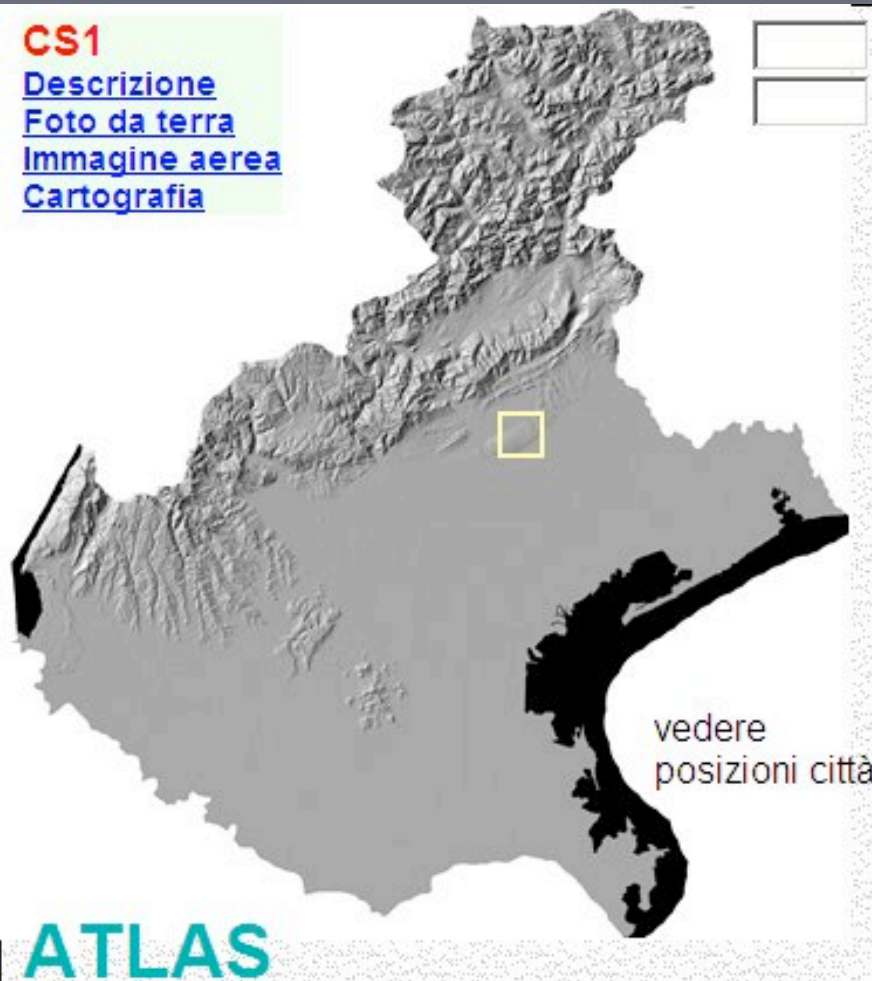 CS1
Descrizione
Foto da terra
Immagine aerea
Cartografia
vedere
posizioni città
ATLAS